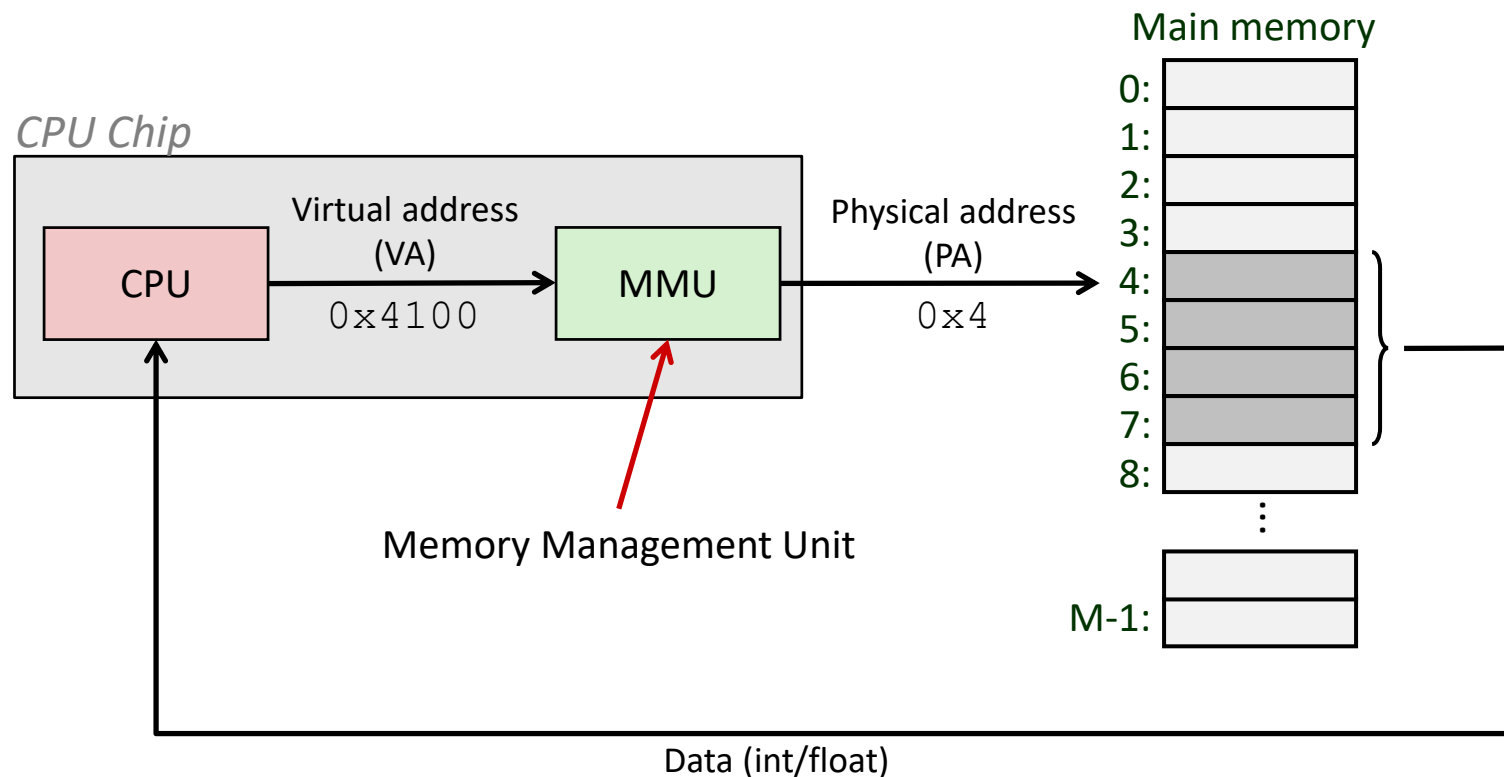 Main memory
0:
1:
2:
3:
4:
5:
6:
7:
8:
...
M-1:
CPU Chip
Virtual address
(VA)
CPU
0x4100
MMU
Physical address
(PA)
0x4
Memory Management Unit
Data (int/float)